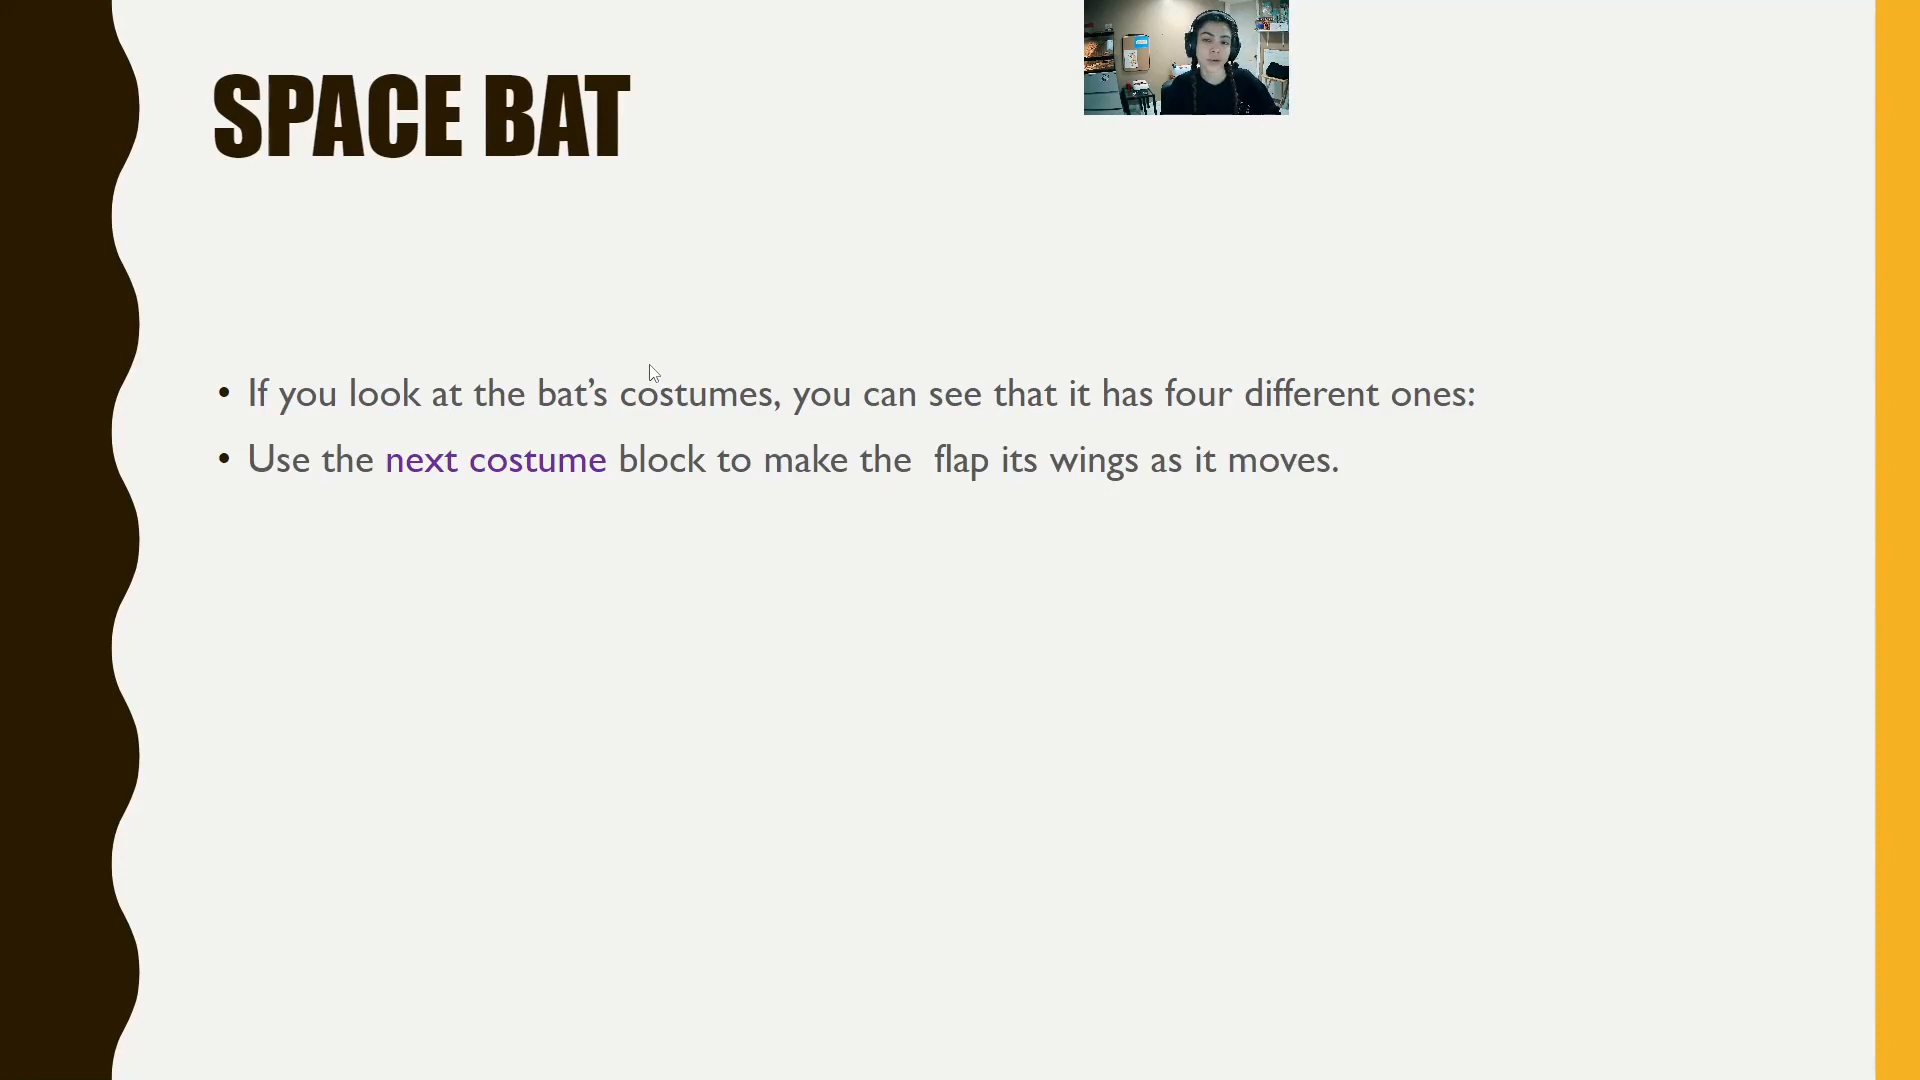 SPACE BAT
• If you look at the bat’s costumes, you can see that it has four different ones:
• Use the next costume block to make the  flap its wings as it moves.